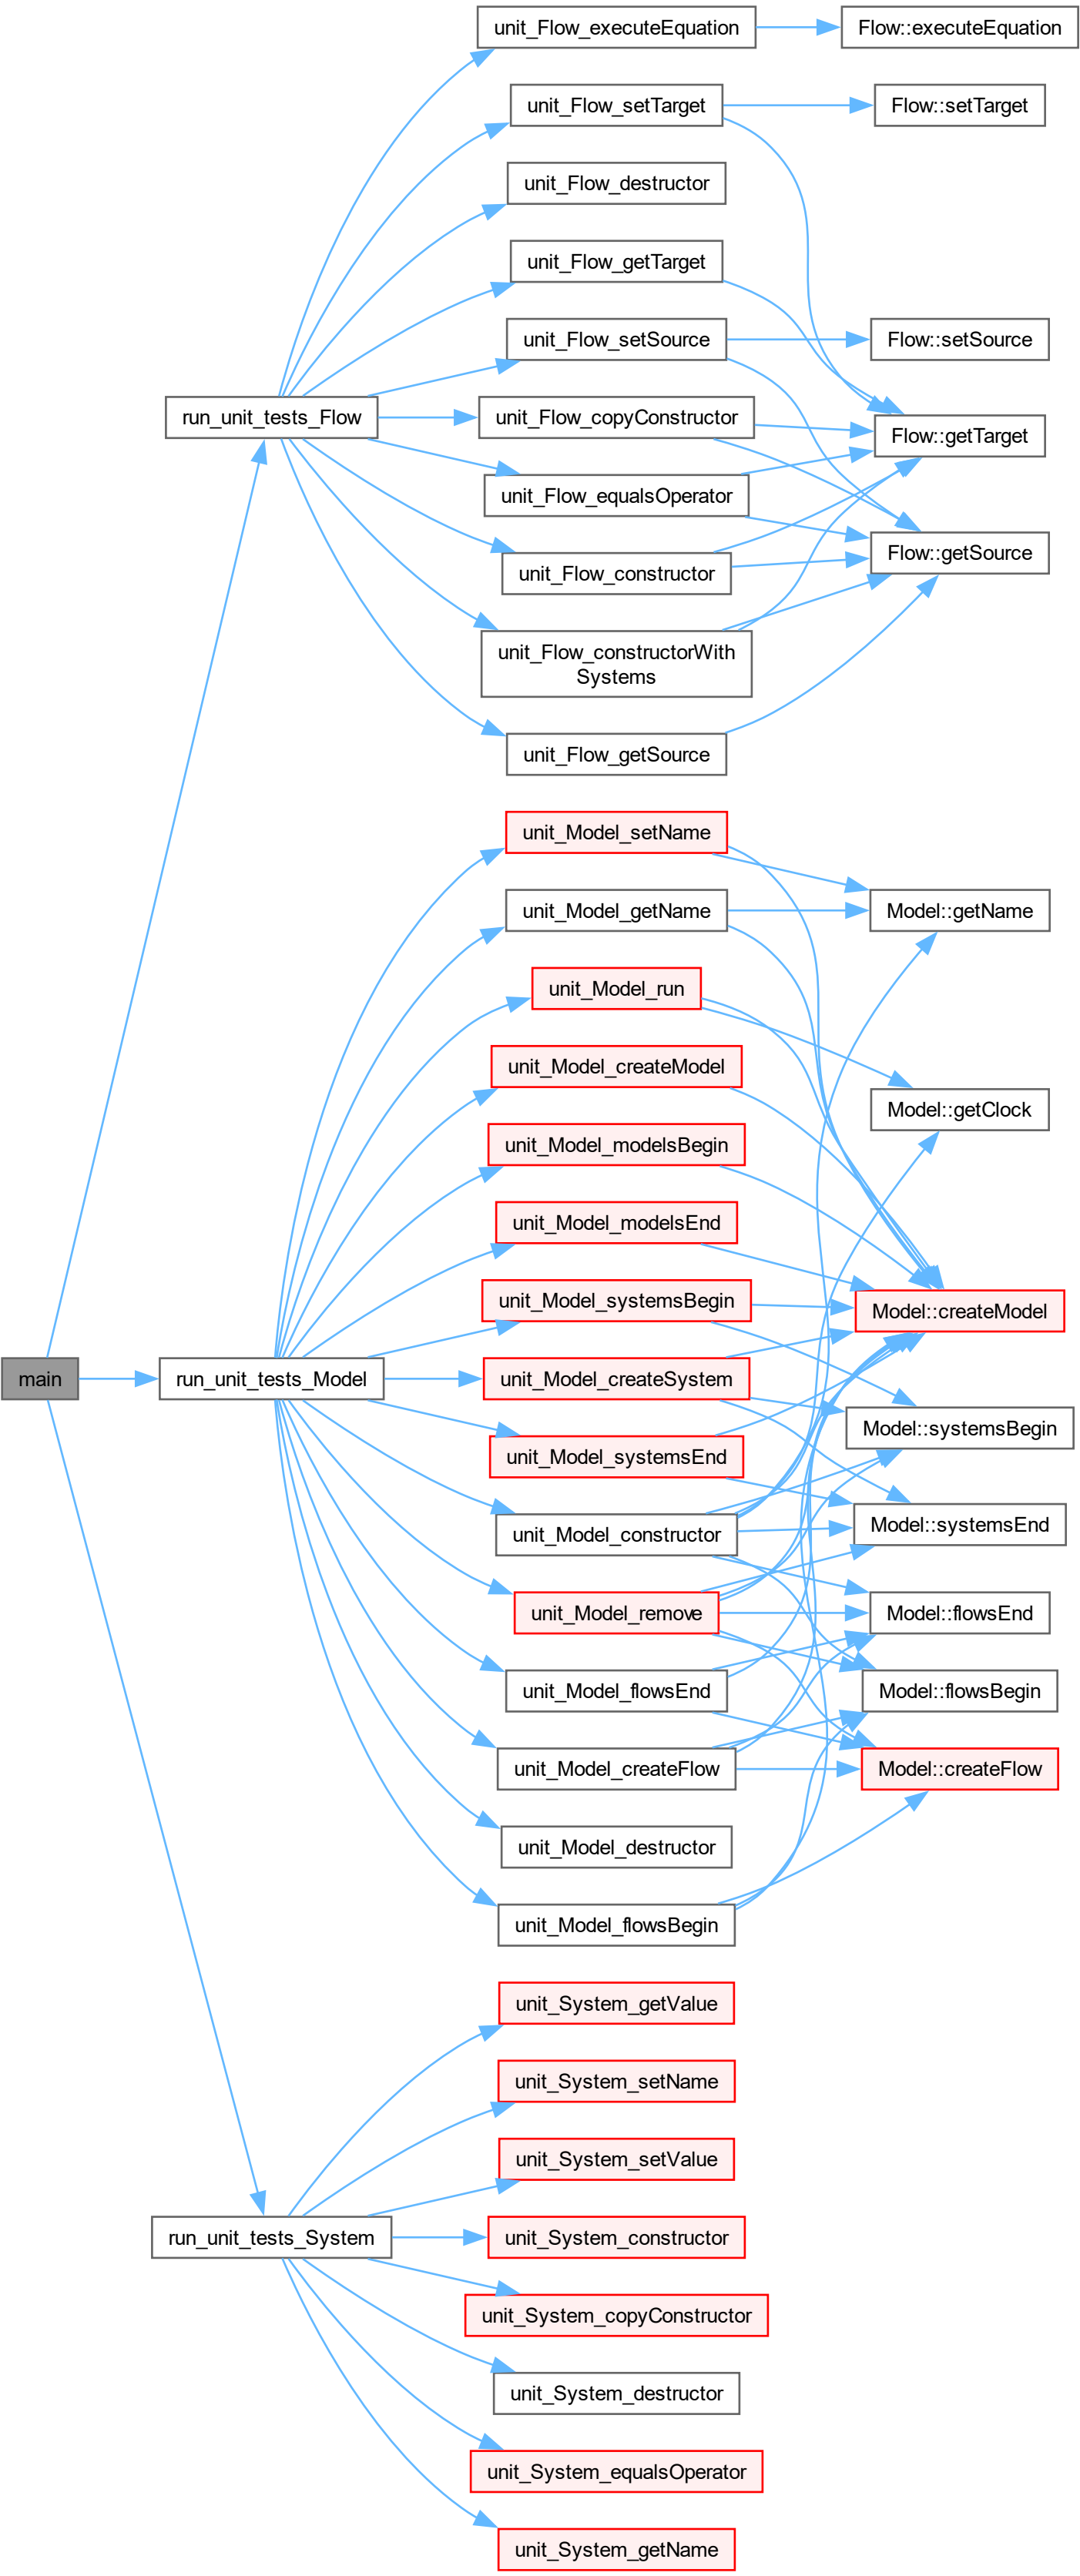 main
run_unit_tests_Flow
run_unit_tests_Model
run_unit_tests_System
unit_Flow_executeEquation
unit_Flow_setTarget
unit_Flow_destructor
unit_Flow_getTarget
unit_Flow_setSource
unit_Flow_copyConstructor
unit_Flow_equalsOperator
unit_Flow_constructor
unit_Flow_constructorWith
Systems
unit_Flow_getSource
unit_Model_setName
unit_Model_getName
unit_Model_run
unit_Model_createModel
unit_Model_modelsBegin
unit_Model_modelsEnd
unit_Model_systemsBegin
unit_Model_createSystem
unit_Model_systemsEnd
unit_Model_constructor
unit_Model_remove
unit_Model_flowsEnd
unit_Model_createFlow
unit_Model_destructor
unit_Model_flowsBegin
unit_System_getValue
unit_System_setName
unit_System_setValue
unit_System_constructor
unit_System_copyConstructor
unit_System_destructor
unit_System_equalsOperator
unit_System_getName
Flow::executeEquation
Flow::setTarget
Flow::setSource
Flow::getTarget
Flow::getSource
Model::getName
Model::getClock
Model::createModel
Model::systemsBegin
Model::systemsEnd
Model::flowsEnd
Model::flowsBegin
Model::createFlow